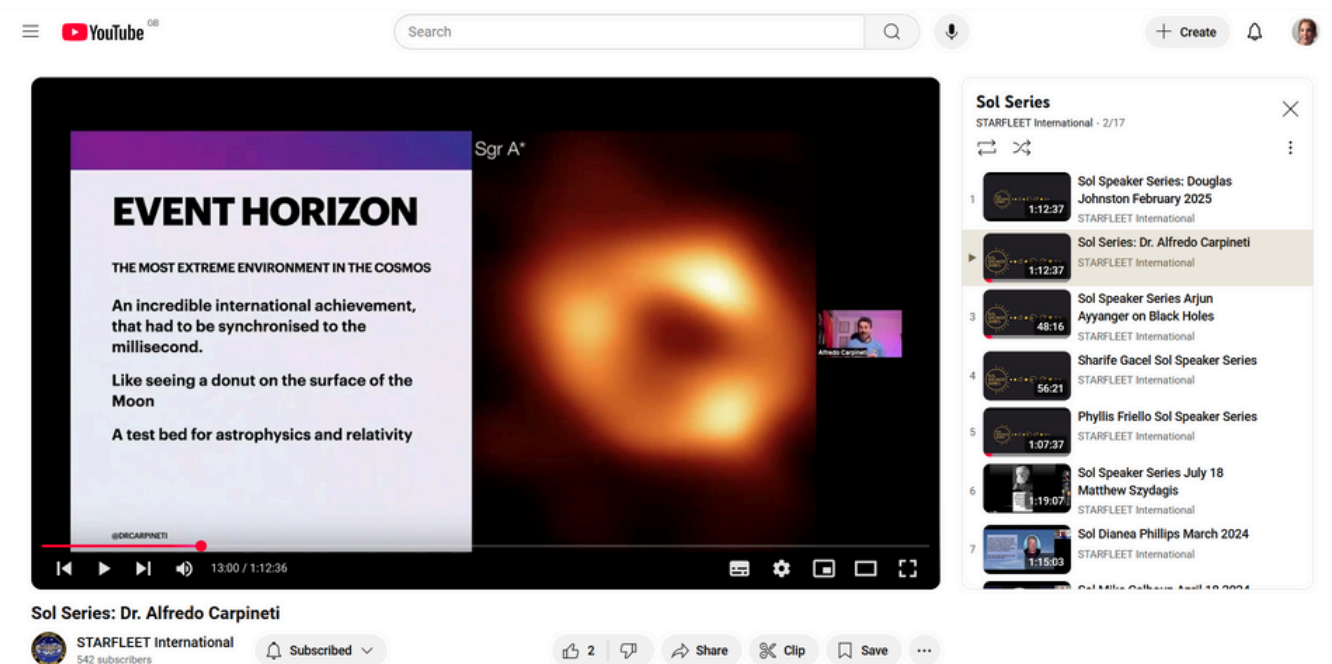 YouTube GB
Search
Create
Sgr A*
EVENT HORIZON
THE MOST EXTREME ENVIRONMENT IN THE COSMOS
An incredible international achievement,
that had to be synchronised to the
millisecond.
Like seeing a donut on the surface of the
Moon
A test bed for astrophysics and relativity
@DRCARPINETI
Alfredo Carpineti
13:00 / 1:12:36
Sol Series: Dr. Alfredo Carpineti
STARFLEET International
542 subscribers
Subscribed
2
Share
Clip
Save
Sol Series
STARFLEET International - 2/17
1
1:12:37
Sol Speaker Series: Douglas
Johnston February 2025
STARFLEET International
1:12:37
Sol Series: Dr. Alfredo Carpineti
STARFLEET International
3
48:16
Sol Speaker Series Arjun
Ayyanger on Black Holes
STARFLEET International
4
56:21
Sharife Gacel Sol Speaker Series
STARFLEET International
5
1:07:37
Phyllis Friello Sol Speaker Series
STARFLEET International
6
1:19:07
Sol Speaker Series July 18
Matthew Szydagis
STARFLEET International
7
1:15:03
Sol Dianea Phillips March 2024
STARFLEET International